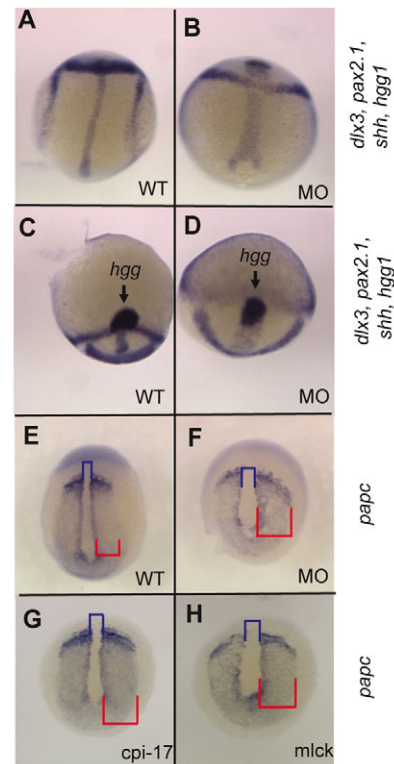 A
B
WT
MO
dlx3, pax2.1,
shh, hgg1
C
D
hgg
hgg
WT
MO
dlx3, pax2.1,
shh, hgg1
E
F
WT
MO
papc
G
H
cpi-17
mlck
papc